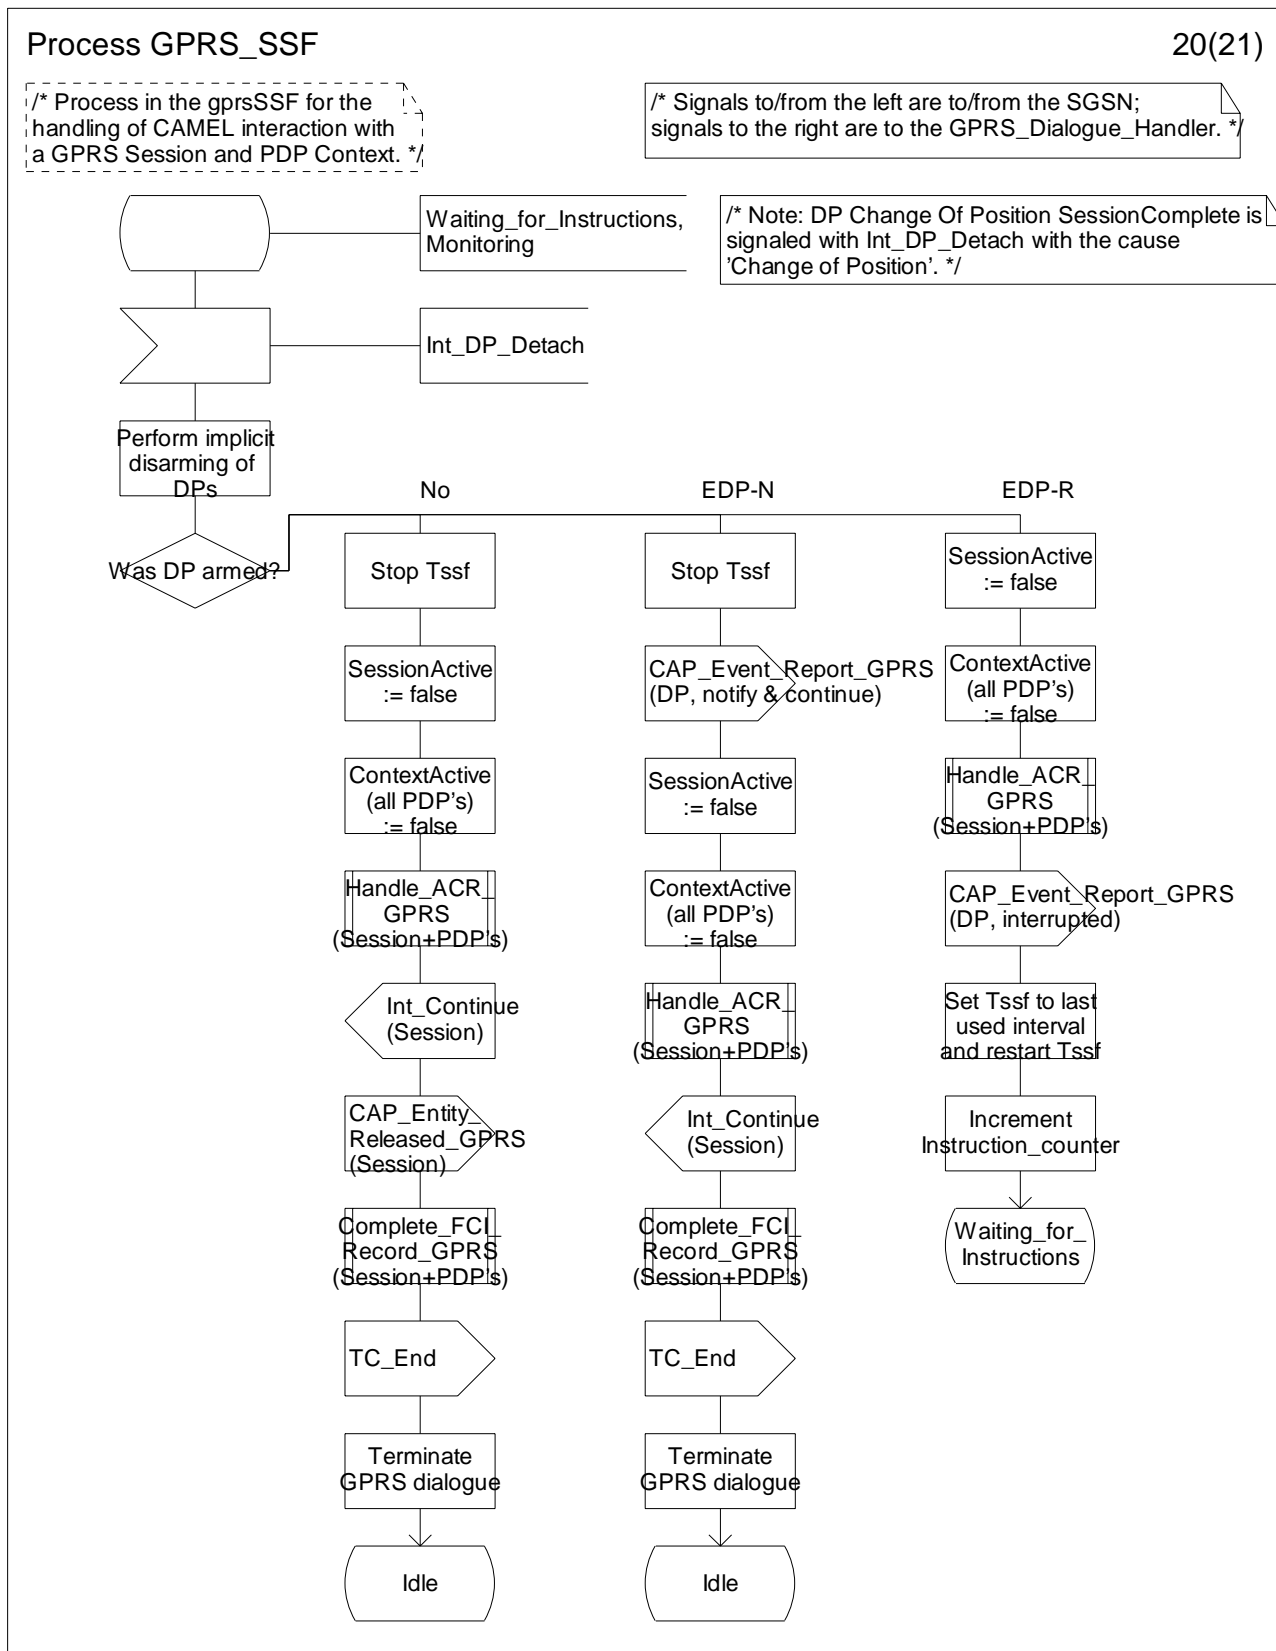 Process GPRS_SSF
20(21)
/* Process in the gprsSSF for the
handling of CAMEL interaction with
a GPRS Session and PDP Context. */
/* Signals to/from the left are to/from the SGSN;
signals to the right are to the GPRS_Dialogue_Handler. */
Waiting_for_Instructions,
Monitoring
/* Note: DP Change Of Position SessionComplete is
signaled with Int_DP_Detach with the cause
'Change of Position'. */
Int_DP_Detach
Perform implicit
disarming of
DPs
Was DP armed?
No
Stop Tssf
SessionActive
:= false
ContextActive
(all PDP's)
:= false
Handle_ACR_
GPRS
(Session+PDP's)
Int_Continue
(Session)
CAP_Entity_
Released_GPRS
(Session)
Complete_FCI_
Record_GPRS
(Session+PDP's)
TC_End
Terminate
GPRS dialogue
Idle
EDP-N
Stop Tssf
CAP_Event_Report_GPRS
(DP, notify & continue)
SessionActive
:= false
ContextActive
(all PDP's)
:= false
Handle_ACR_
GPRS
(Session+PDP's)
Int_Continue
(Session)
Complete_FCI_
Record_GPRS
(Session+PDP's)
TC_End
Terminate
GPRS dialogue
Idle
EDP-R
SessionActive
:= false
ContextActive
(all PDP's)
:= false
Handle_ACR_
GPRS
(Session+PDP's)
CAP_Event_Report_GPRS
(DP, interrupted)
Set Tssf to last
used interval
and restart Tssf
Increment
Instruction_counter
Waiting_for_
Instructions